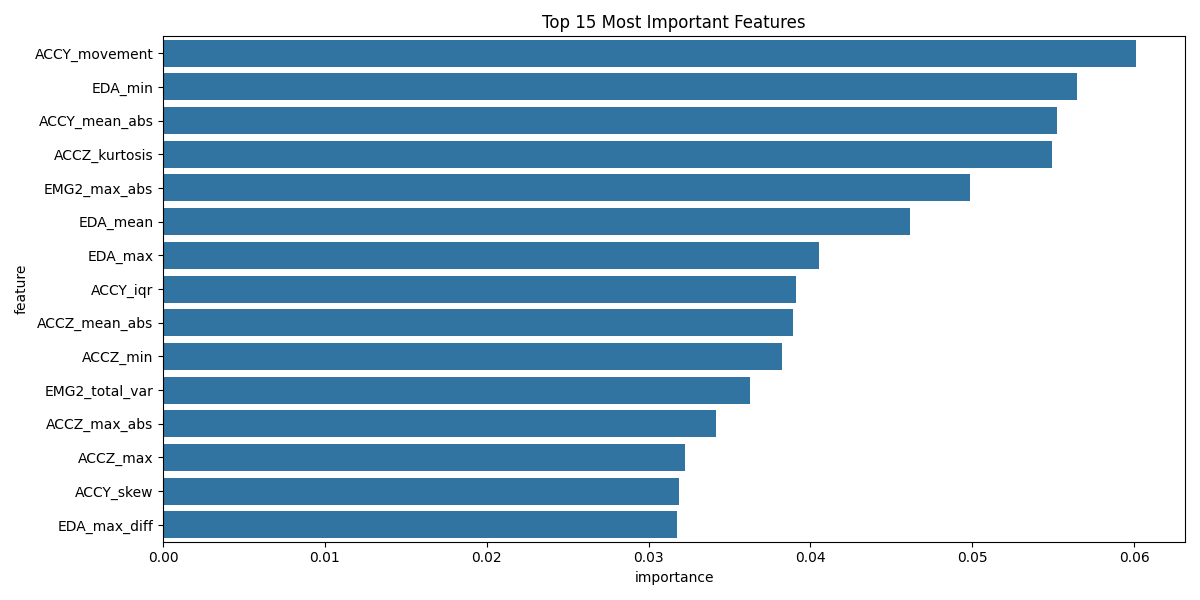 Top 15 Most Important Features
feature
ACCY_movement
EDA_min
ACCY_mean_abs
ACCZ_kurtosis
EMG2_max_abs
EDA_mean
EDA_max
ACCY_iqr
ACCZ_mean_abs
ACCZ_min
EMG2_total_var
ACCZ_max_abs
ACCZ_max
ACCY_skew
EDA_max_diff
0.00 0.01 0.02 0.03 0.04 0.05 0.06
importance